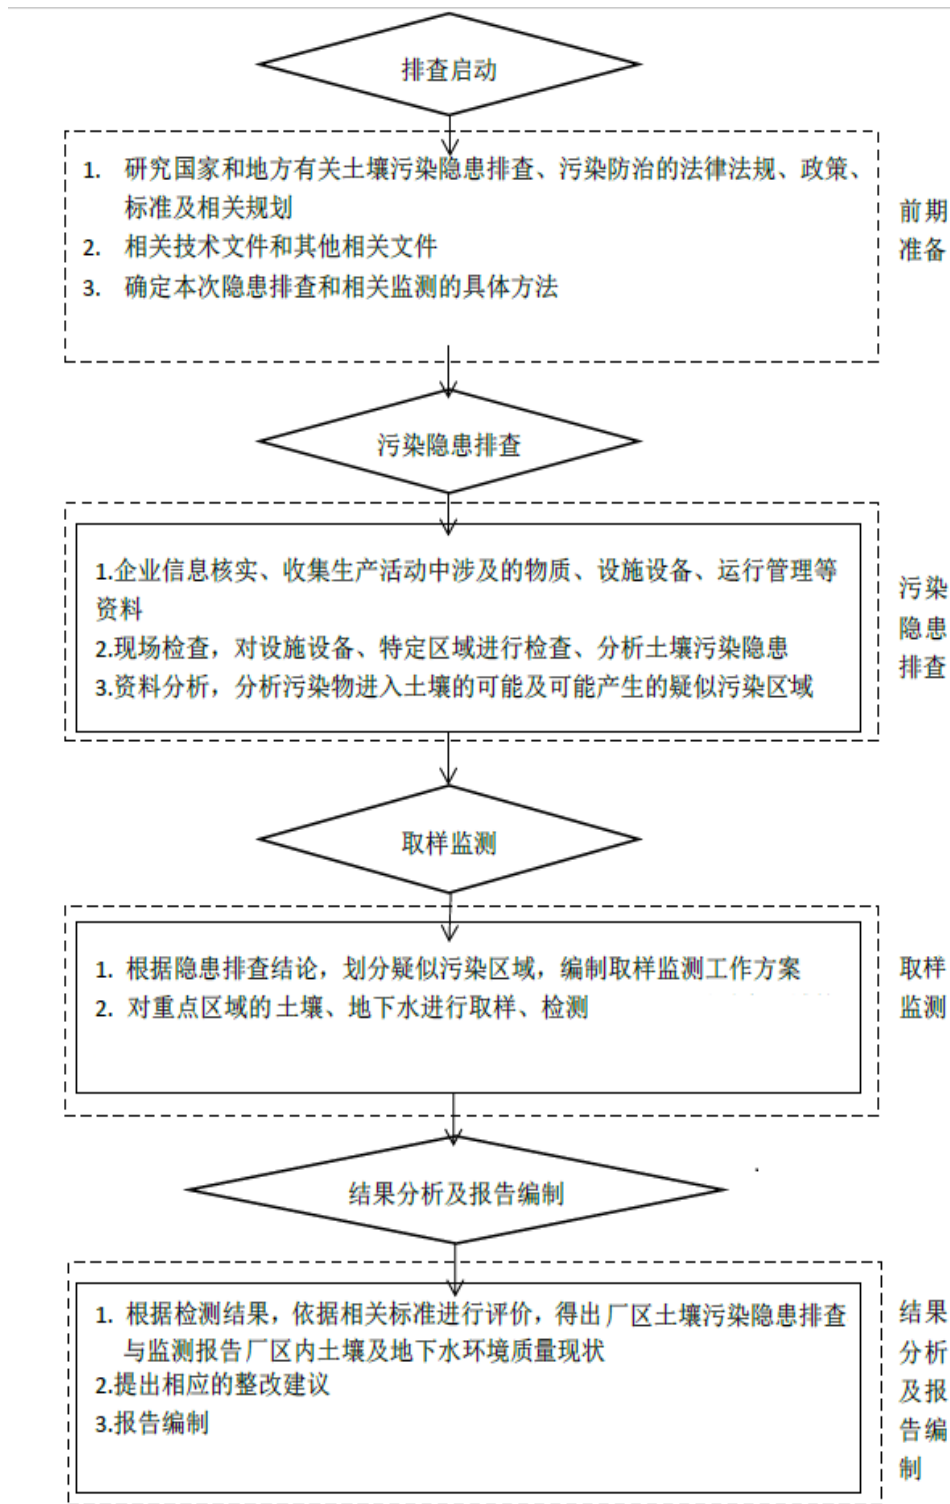 排查启动
1. 研究国家和地方有关土壤污染隐患排查、污染防治的法律法规、政策、
标准及相关规划
2. 相关技术文件和其他相关文件
3. 确定本次隐患排查和相关监测的具体方法
前期
准备
污染隐患排查
1.企业信息核实、收集生产活动中涉及的物质、设施设备、运行管理等
资料
2.现场检查，对设施设备、特定区域进行检查、分析土壤污染隐患
3.资料分析，分析污染物进入土壤的可能及可能产生的疑似污染区域
污染
隐患
排查
取样监测
1. 根据隐患排查结论，划分疑似污染区域，编制取样监测工作方案
2. 对重点区域的土壤、地下水进行取样、检测
取样
监测
结果分析及报告编制
1. 根据检测结果，依据相关标准进行评价，得出厂区土壤污染隐患排查
与监测报告厂区内土壤及地下水环境质量现状
2.提出相应的整改建议
3.报告编制
结果
分析
及报
告编
制